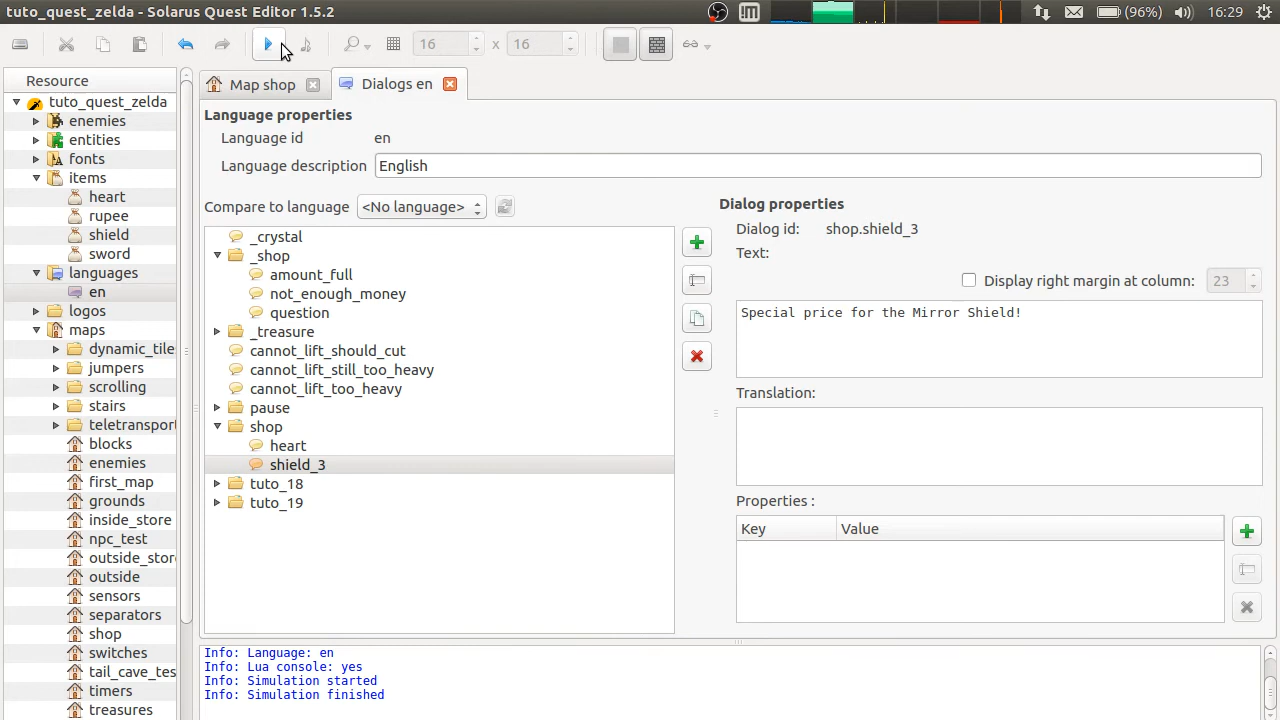 tuto_quest_zelda - Solarus Quest Editor 1.5.2
(96%) 16:29
16 x 16
Resource
tuto_quest_zelda
enemies
entities
fonts
items
heart
rupee
shield
sword
languages
en
logos
maps
dynamic_tile
jumpers
scrolling
stairs
teletransport
blocks
enemies
first_map
grounds
inside_store
npc_test
outside_stor
outside
sensors
separators
shop
switches
tail_cave_tes
timers
treasures
Map shop
Dialogs en
Language properties
Language id en
Language description English
Compare to language <No language>
_crystal
_shop
amount_full
not_enough_money
question
_treasure
cannot_lift_should_cut
cannot_lift_still_too_heavy
cannot_lift_too_heavy
pause
shop
heart
shield_3
tuto_18
tuto_19
Dialog properties
Dialog id: shop.shield_3
Text:
Display right margin at column: 23
Special price for the Mirror Shield!
Translation:
Properties :
Key Value
Info: Language: en
Info: Lua console: yes
Info: Simulation started
Info: Simulation finished